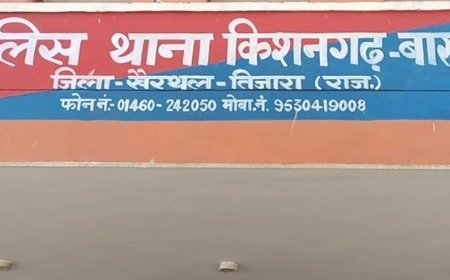 लिस थाना किशनगढ़-बास
जिला-खैरथल-तिजारा (राज.)
फोन नं:-01460-242050 मोबा.नं. 9530419008